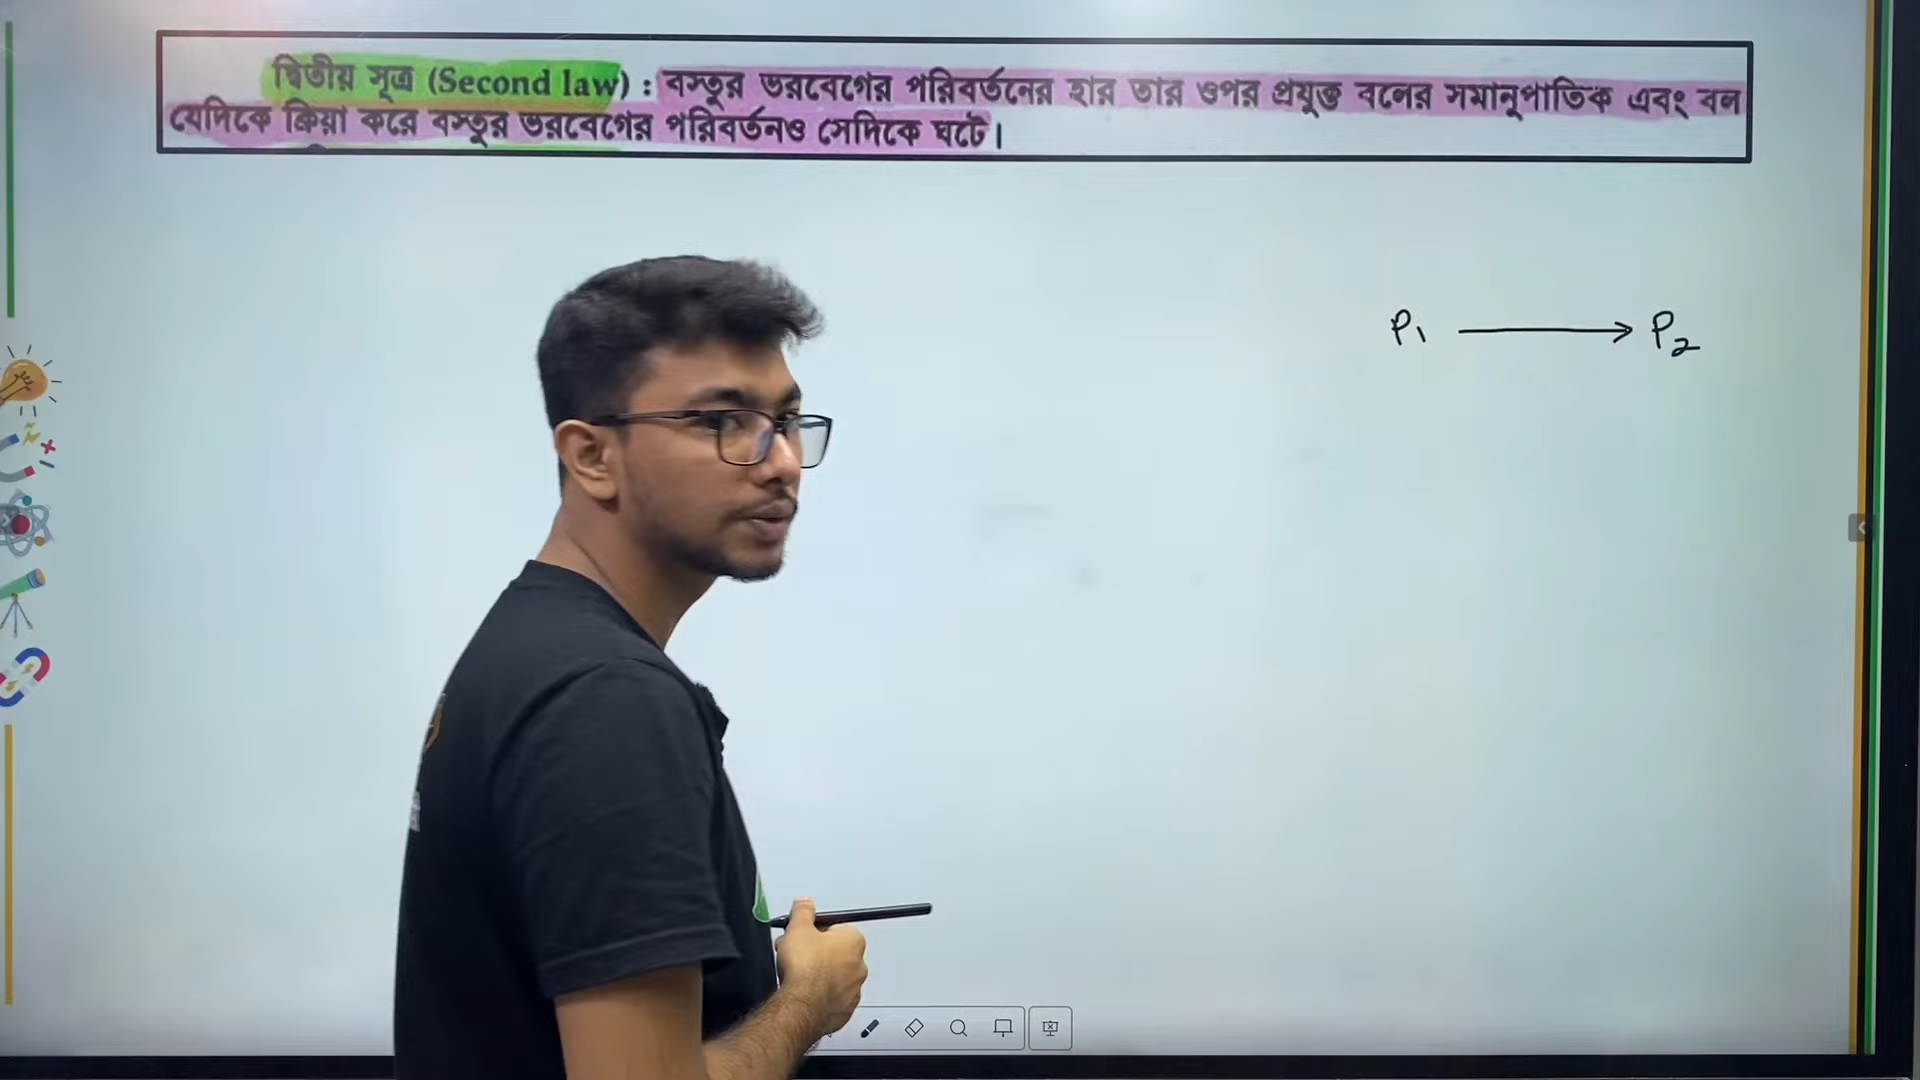 দ্বিতীয় সূত্র (Second law) : বস্তুর ভরবেগের পরিবর্তনের হার তার ওপর প্রযুক্ত বলের সমানুপাতিক এবং বল
যেদিকে ক্রিয়া করে বস্তুর ভরবেগের পরিবর্তনও সেদিকে ঘটে।
P₁ → P₂